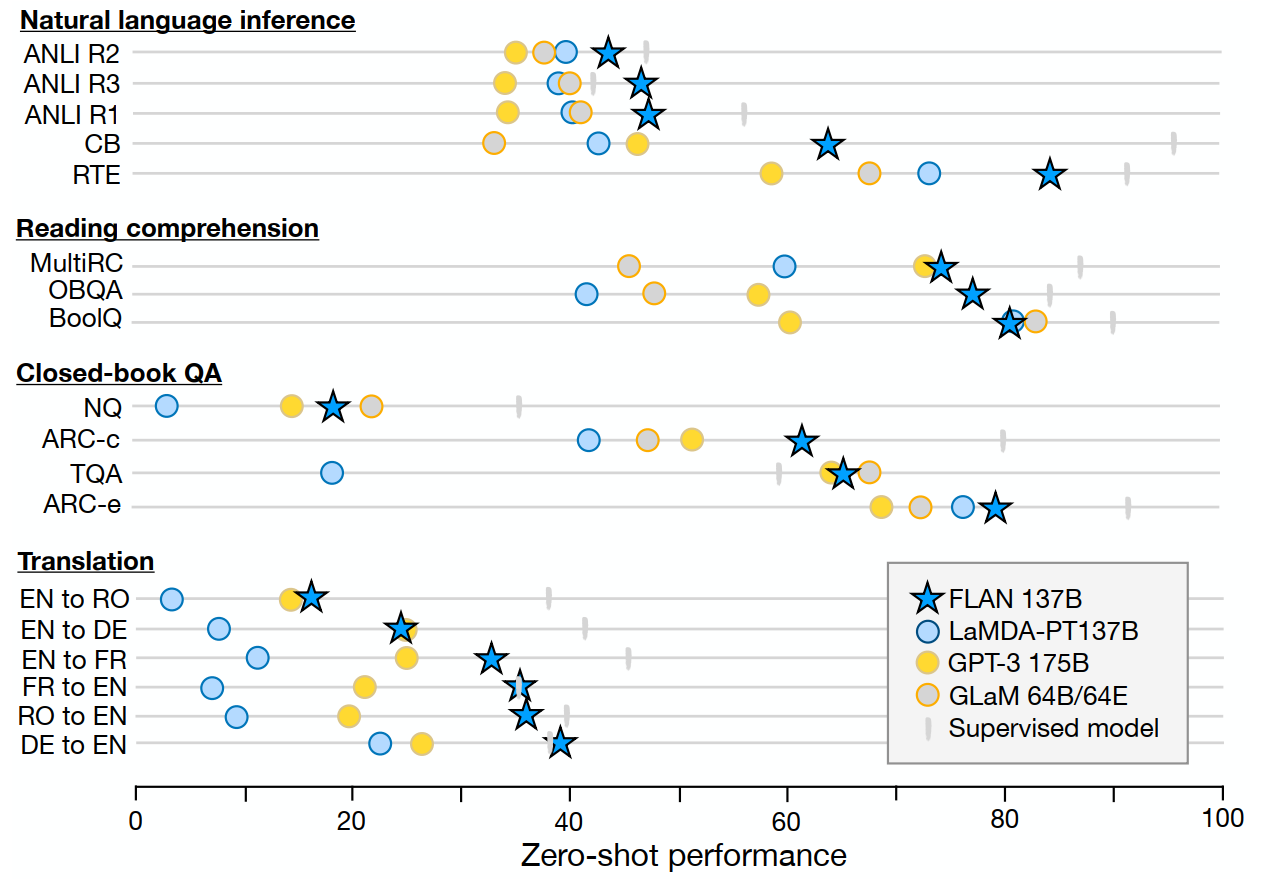 Natural language inference
ANLI R2
ANLI R3
ANLI R1
CB
RTE
Reading comprehension
MultiRC
OBQA
BoolQ
Closed-book QA
NQ
ARC-c
TQA
ARC-e
Translation
EN to RO
EN to DE
EN to FR
FR to EN
RO to EN
DE to EN
FLAN 137B
LaMDA-PT137B
GPT-3 175B
GLaM 64B/64E
Supervised model
0 20 40 60 80 100
Zero-shot performance